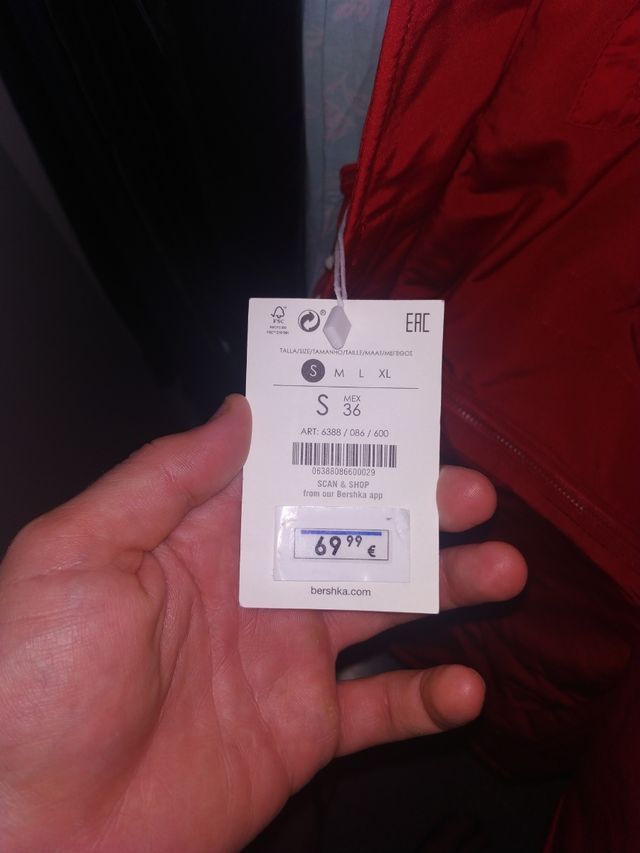 FSC
EAC
TALLA/SIZE/TAMANHO/TAILLE/MAAT/ΜΕΓΕΘΟΣ
S M L XL
S MEX 36
ART: 6388 / 086 / 600
06388086600029
SCAN & SHOP
from our Bershka app
69 99 €
bershka.com